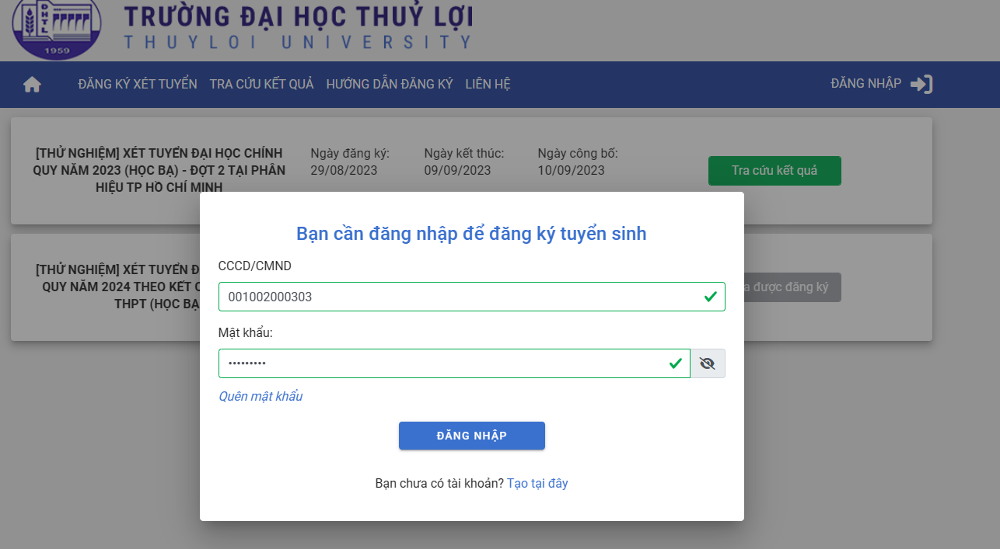 ĐHTL
1959
TRƯỜNG ĐẠI HỌC THUỶ LỢI
THUYLOI UNIVERSITY
ĐĂNG KÝ XÉT TUYỂN TRA CỨU KẾT QUẢ HƯỚNG DẪN ĐĂNG KÝ LIÊN HỆ ĐĂNG NHẬP
[THỬ NGHIỆM] XÉT TUYỂN ĐẠI HỌC CHÍNH
QUY NĂM 2023 (HỌC BẠ) - ĐỢT 2 TẠI PHÂN
HIỆU TP HỒ CHÍ MINH
Ngày đăng ký:
29/08/2023
Ngày kết thúc:
09/09/2023
Ngày công bố:
10/09/2023
Tra cứu kết quả
[THỬ NGHIỆM] XÉT TUYỂN Đ
QUY NĂM 2024 THEO KẾT
THPT (HỌC BẠ
a được đăng ký
Bạn cần đăng nhập để đăng ký tuyển sinh
CCCD/CMND
001002000303
Mật khẩu:
•••••••••
Quên mật khẩu
ĐĂNG NHẬP
Bạn chưa có tài khoản? Tạo tại đây